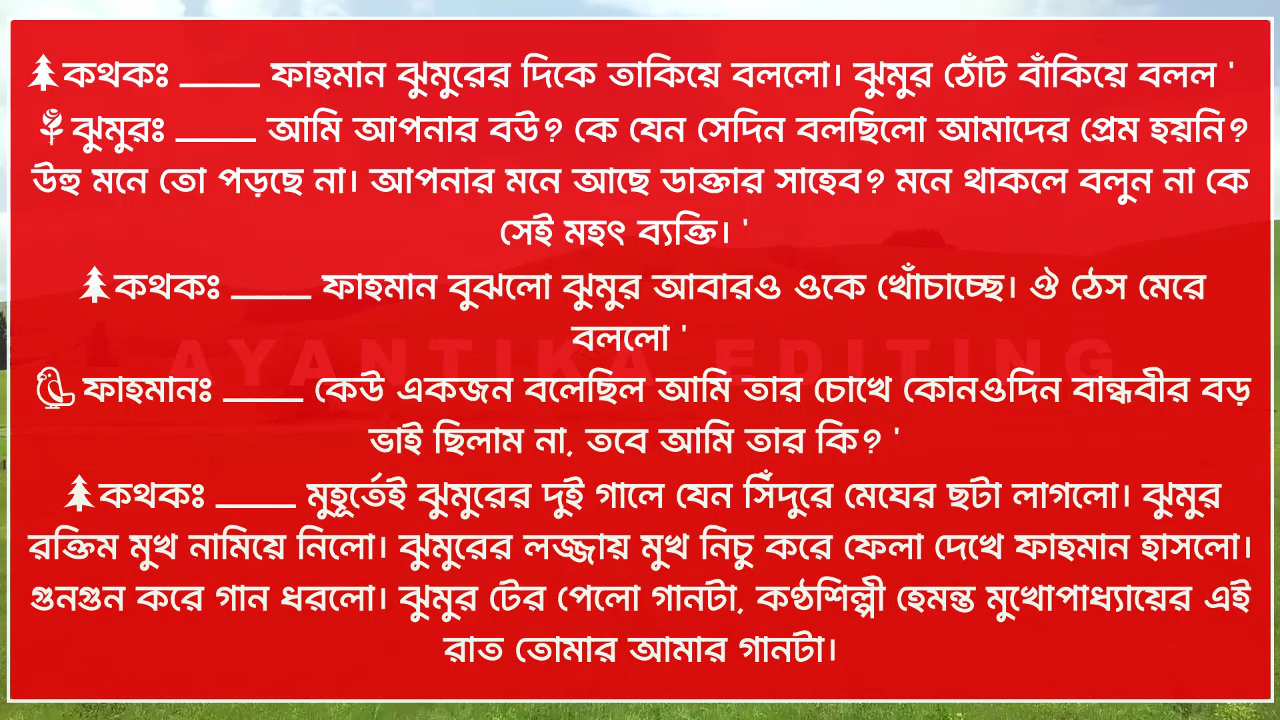 🌲কথকঃ _____ ফাহমান ঝুমুরের দিকে তাকিয়ে বললো। ঝুমুর ঠোঁট বাঁকিয়ে বলল '
🌹ঝুমুরঃ _____ আমি আপনার বউ? কে যেন সেদিন বলছিলো আমাদের প্রেম হয়নি?
উহু মনে তো পড়ছে না। আপনার মনে আছে ডাক্তার সাহেব? মনে থাকলে বলুন না কে
সেই মহৎ ব্যক্তি। '
🌲কথকঃ _____ ফাহমান বুঝলো ঝুমুর আবারও ওকে খোঁচাচ্ছে। ঔ ঠেস মেরে
বললো '
AYANTIKA EDITING
🐦ফাহমানঃ _____ কেউ একজন বলেছিল আমি তার চোখে কোনওদিন বান্ধবীর বড়
ভাই ছিলাম না, তবে আমি তার কি? '
🌲কথকঃ _____ মুহূর্তেই ঝুমুরের দুই গালে যেন সিঁদুরে মেঘের ছটা লাগলো। ঝুমুর
রক্তিম মুখ নামিয়ে নিলো। ঝুমুরের লজ্জায় মুখ নিচু করে ফেলা দেখে ফাহমান হাসলো।
গুনগুন করে গান ধরলো। ঝুমুর টের পেলো গানটা, কণ্ঠশিল্পী হেমন্ত মুখোপাধ্যায়ের এই
রাত তোমার আমার গানটা।